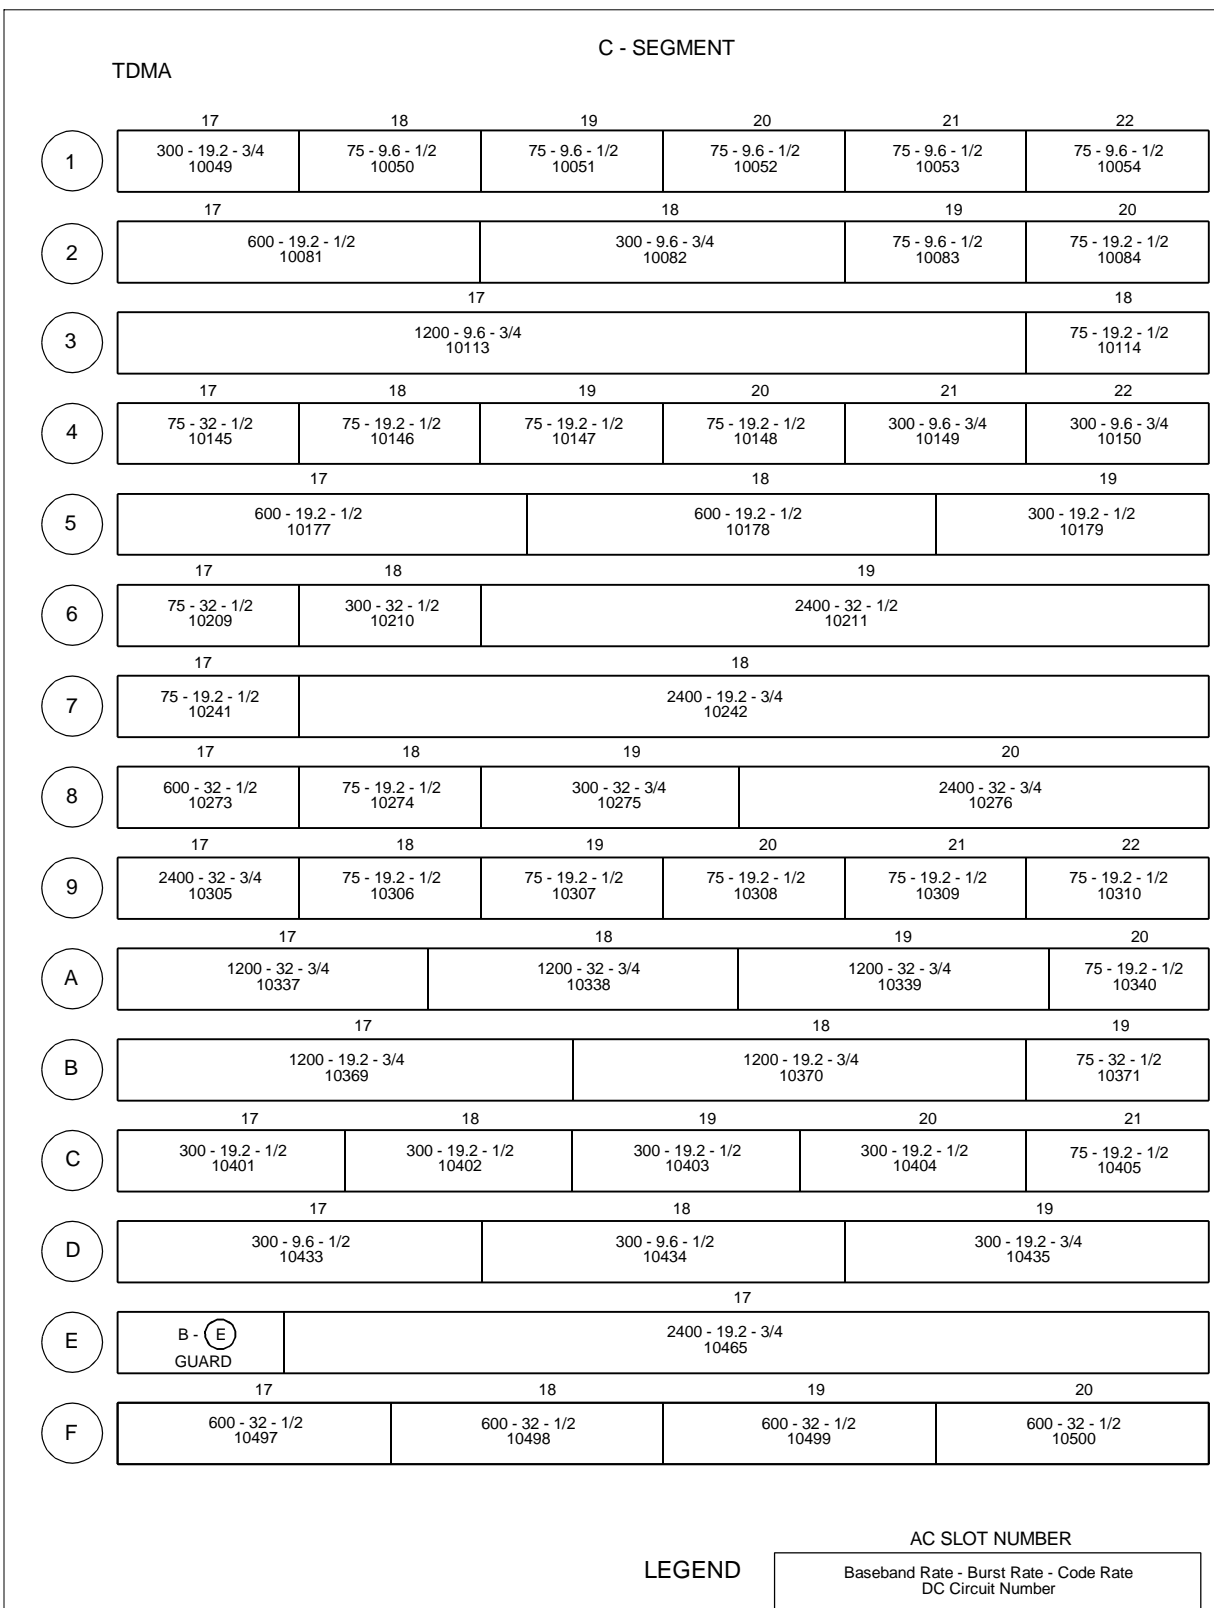 C - SEGMENT
TDMA
17 18 19 20 21 22
1
300 - 19.2 - 3/4 75 - 9.6 - 1/2 75 - 9.6 - 1/2 75 - 9.6 - 1/2 75 - 9.6 - 1/2 75 - 9.6 - 1/2
10049 10050 10051 10052 10053 10054
17 18 19 20
2
600 - 19.2 - 1/2 300 - 9.6 - 3/4 75 - 9.6 - 1/2 75 - 19.2 - 1/2
10081 10082 10083 10084
17 18
3
1200 - 9.6 - 3/4 75 - 19.2 - 1/2
10113 10114
17 18 19 20 21 22
4
75 - 32 - 1/2 75 - 19.2 - 1/2 75 - 19.2 - 1/2 75 - 19.2 - 1/2 300 - 9.6 - 3/4 300 - 9.6 - 3/4
10145 10146 10147 10148 10149 10150
17 18 19
5
600 - 19.2 - 1/2 600 - 19.2 - 1/2 300 - 19.2 - 1/2
10177 10178 10179
17 18 19
6
75 - 32 - 1/2 300 - 32 - 1/2 2400 - 32 - 1/2
10209 10210 10211
17 18
7
75 - 19.2 - 1/2 2400 - 19.2 - 3/4
10241 10242
17 18 19 20
8
600 - 32 - 1/2 75 - 19.2 - 1/2 300 - 32 - 3/4 2400 - 32 - 3/4
10273 10274 10275 10276
17 18 19 20 21 22
9
2400 - 32 - 3/4 75 - 19.2 - 1/2 75 - 19.2 - 1/2 75 - 19.2 - 1/2 75 - 19.2 - 1/2 75 - 19.2 - 1/2
10305 10306 10307 10308 10309 10310
17 18 19 20
A
1200 - 32 - 3/4 1200 - 32 - 3/4 1200 - 32 - 3/4 75 - 19.2 - 1/2
10337 10338 10339 10340
17 18 19
B
1200 - 19.2 - 3/4 1200 - 19.2 - 3/4 75 - 32 - 1/2
10369 10370 10371
17 18 19 20 21
C
300 - 19.2 - 1/2 300 - 19.2 - 1/2 300 - 19.2 - 1/2 300 - 19.2 - 1/2 75 - 19.2 - 1/2
10401 10402 10403 10404 10405
17 18 19
D
300 - 9.6 - 1/2 300 - 9.6 - 1/2 300 - 19.2 - 3/4
10433 10434 10435
17
E
B - E 2400 - 19.2 - 3/4
GUARD 10465
17 18 19 20
F
600 - 32 - 1/2 600 - 32 - 1/2 600 - 32 - 1/2 600 - 32 - 1/2
10497 10498 10499 10500
AC SLOT NUMBER
LEGEND
Baseband Rate - Burst Rate - Code Rate
DC Circuit Number